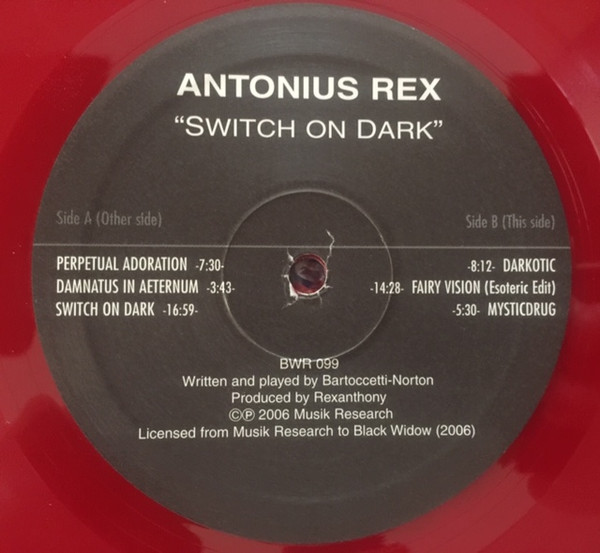 ANTONIUS REX
“SWITCH ON DARK”
Side A (Other side)
Side B (This side)
PERPETUAL ADORATION -7:30-
DAMNATUS IN AETERNUM -3:43-
SWITCH ON DARK -16:59-
-8:12- DARKOTIC
-14:28- FAIRY VISION (Esoteric Edit)
-5:30- MYSTICDRUG
BWR 099
Written and played by Bartoccetti-Norton
Produced by Rexanthony
©℗ 2006 Musik Research
Licensed from Musik Research to Black Widow (2006)